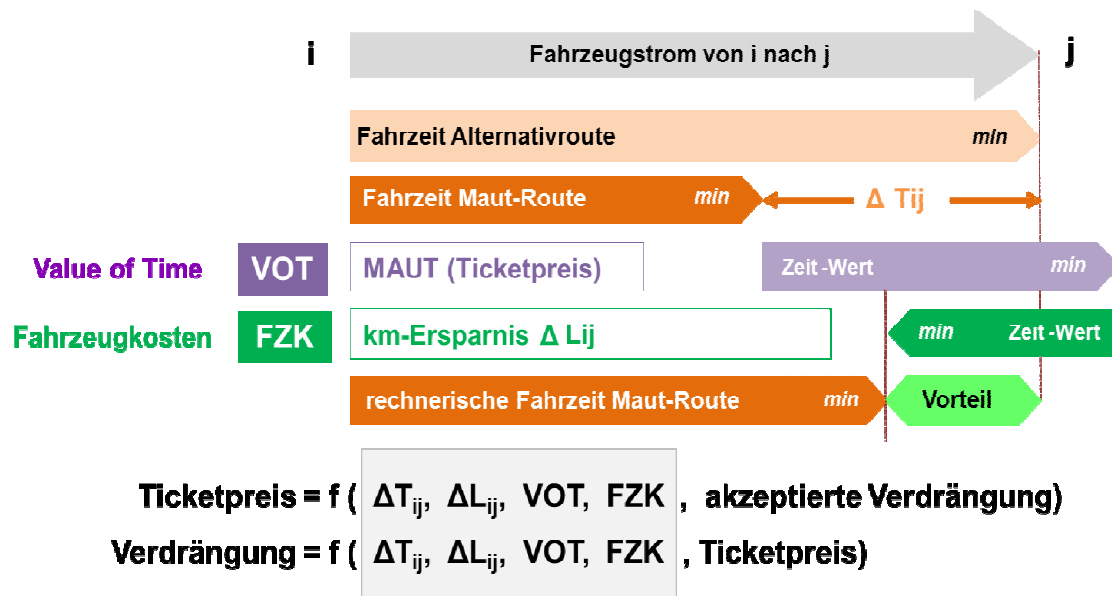 i Fahrzeugstrom von i nach j j
Fahrzeit Alternativroute min
Fahrzeit Maut-Route min Δ Tij
Value of Time VOT MAUT (Ticketpreis) Zeit -Wert min
Fahrzeugkosten FZK km-Ersparnis Δ Lij min Zeit -Wert
rechnerische Fahrzeit Maut-Route min Vorteil
Ticketpreis = f ( ΔTij, ΔLij, VOT, FZK , akzeptierte Verdrängung)
Verdrängung = f ( ΔTij, ΔLij, VOT, FZK , Ticketpreis)